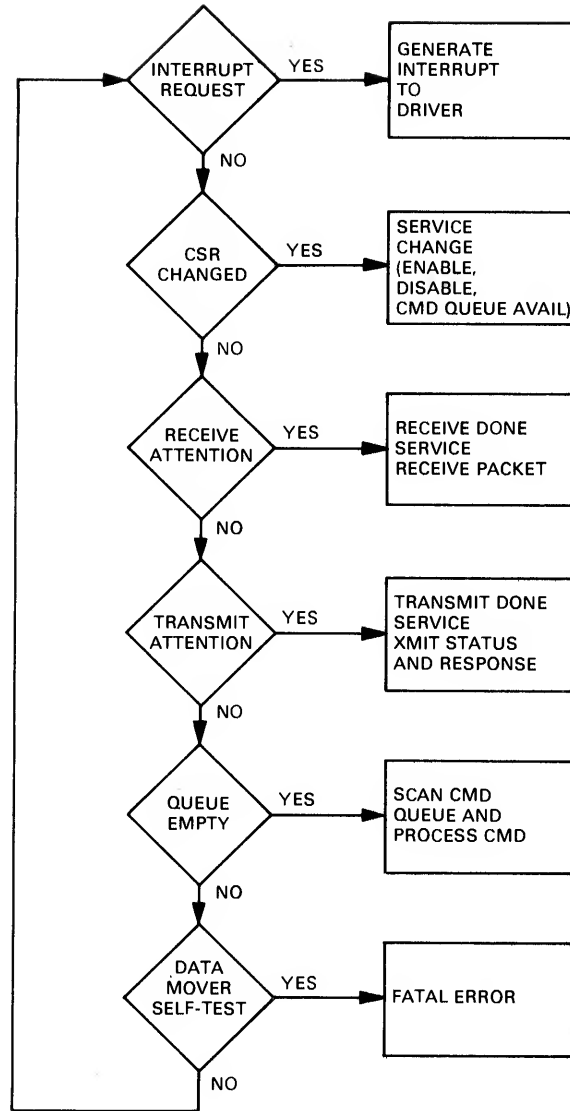 INTERRUPT
REQUEST
YES
GENERATE
INTERRUPT
TO
DRIVER
NO
CSR
CHANGED
YES
SERVICE
CHANGE
(ENABLE,
DISABLE,
CMD QUEUE AVAIL)
NO
RECEIVE
ATTENTION
YES
RECEIVE DONE
SERVICE
RECEIVE PACKET
NO
TRANSMIT
ATTENTION
YES
TRANSMIT DONE
SERVICE
XMIT STATUS
AND RESPONSE
NO
QUEUE
EMPTY
YES
SCAN CMD
QUEUE AND
PROCESS CMD
NO
DATA
MOVER
SELF-TEST
YES
FATAL ERROR
NO